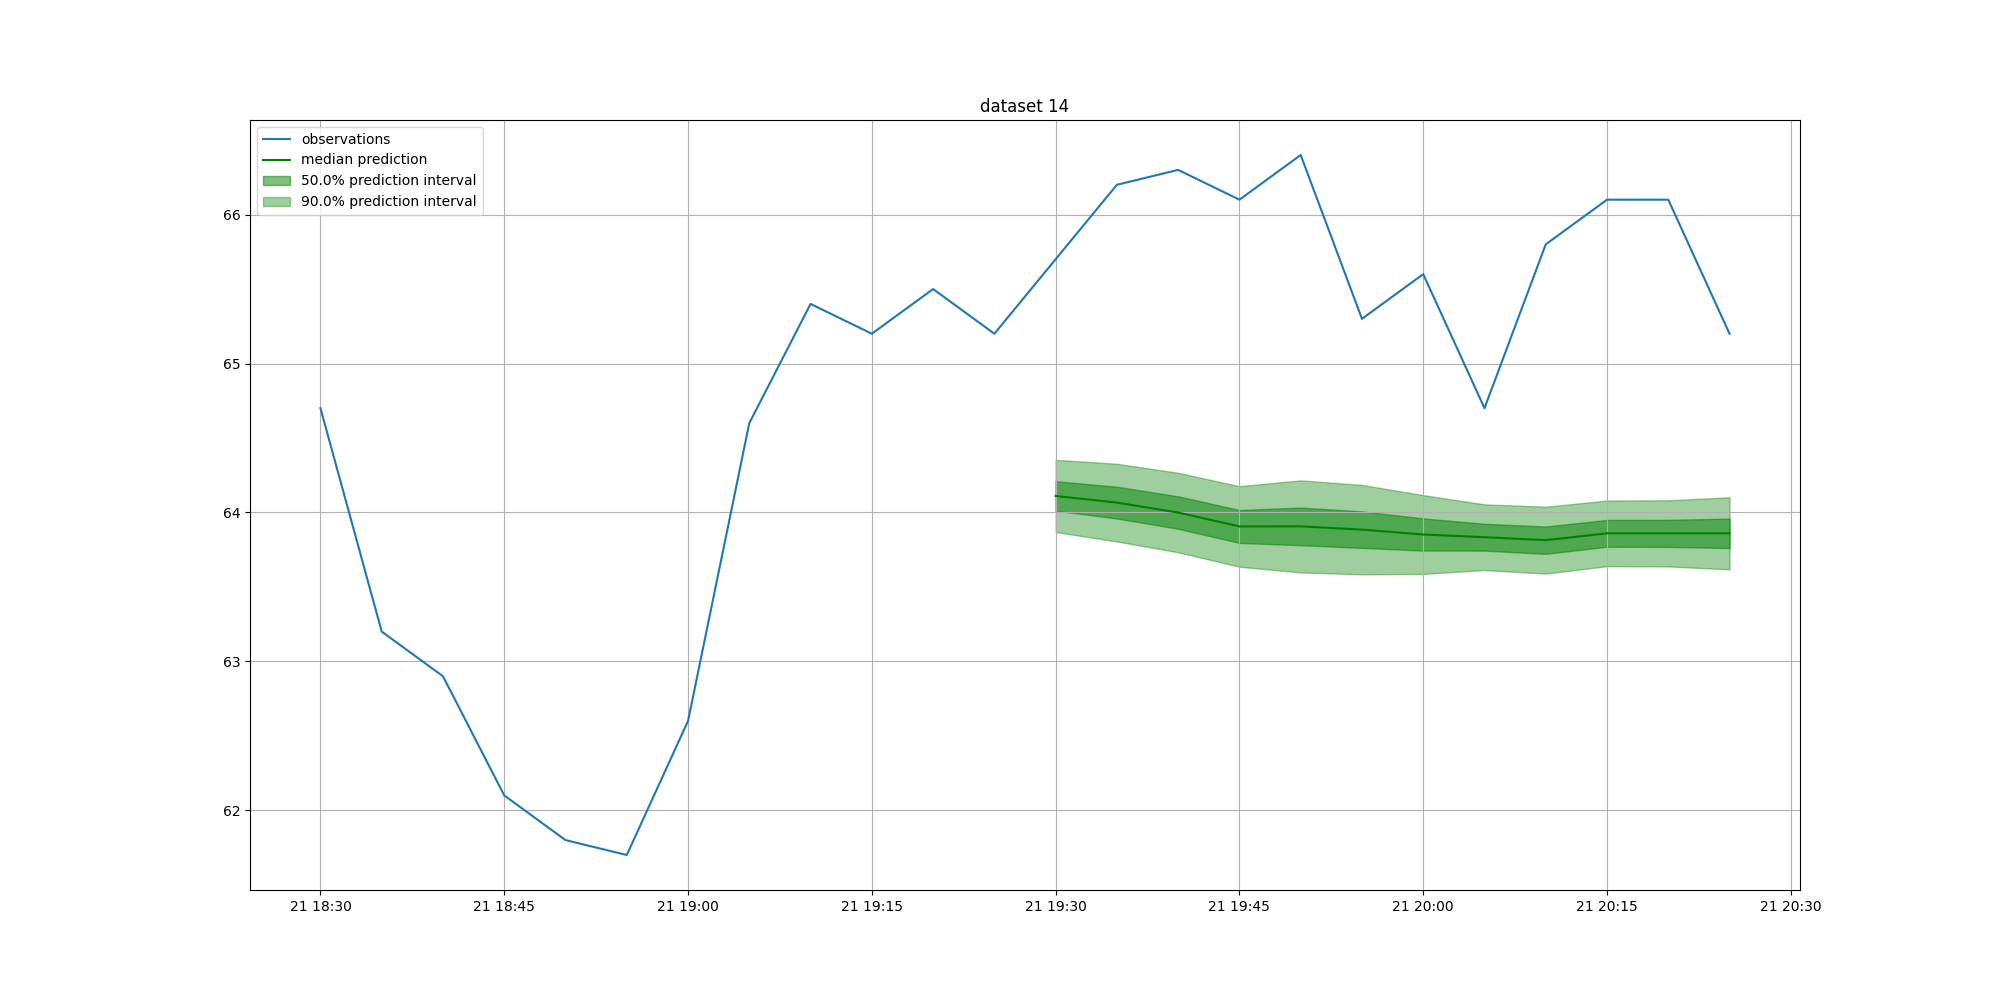 dataset 14
observations
median prediction
50.0% prediction interval
90.0% prediction interval
66
65
64
63
62
21 18:30 21 18:45 21 19:00 21 19:15 21 19:30 21 19:45 21 20:00 21 20:15 21 20:30